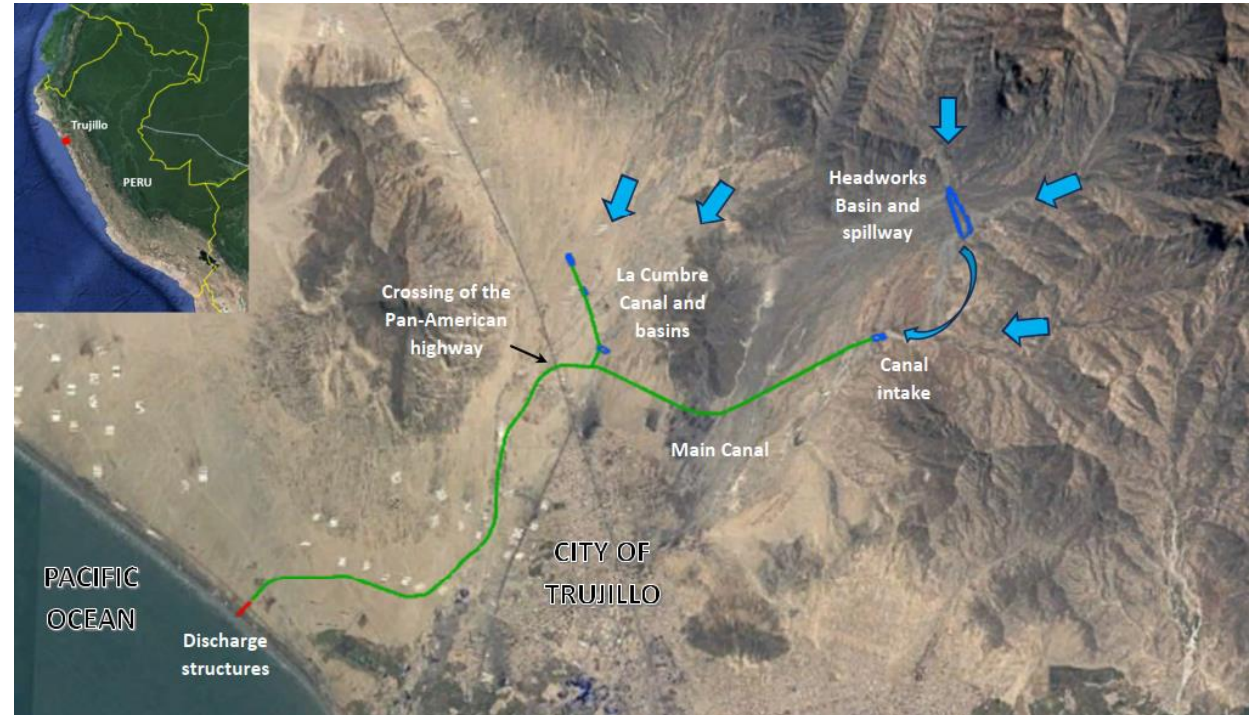 Trujillo
PERU
Headworks
Basin and
spillway
La Cumbre
Canal and
basins
Crossing of the
Pan-American
highway
Canal
intake
Main Canal
CITY OF
TRUJILLO
PACIFIC
OCEAN
Discharge
structures